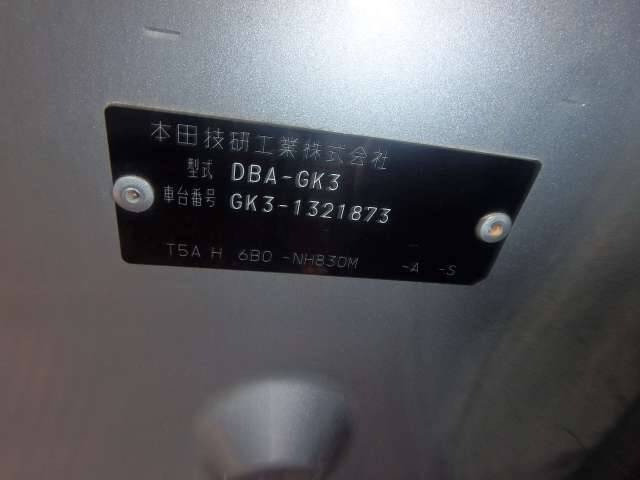 本田技研工業株式会社
型式 DBA-GK3
車台番号 GK3-1321873
T5A H 6B0 -NH830M -A -S